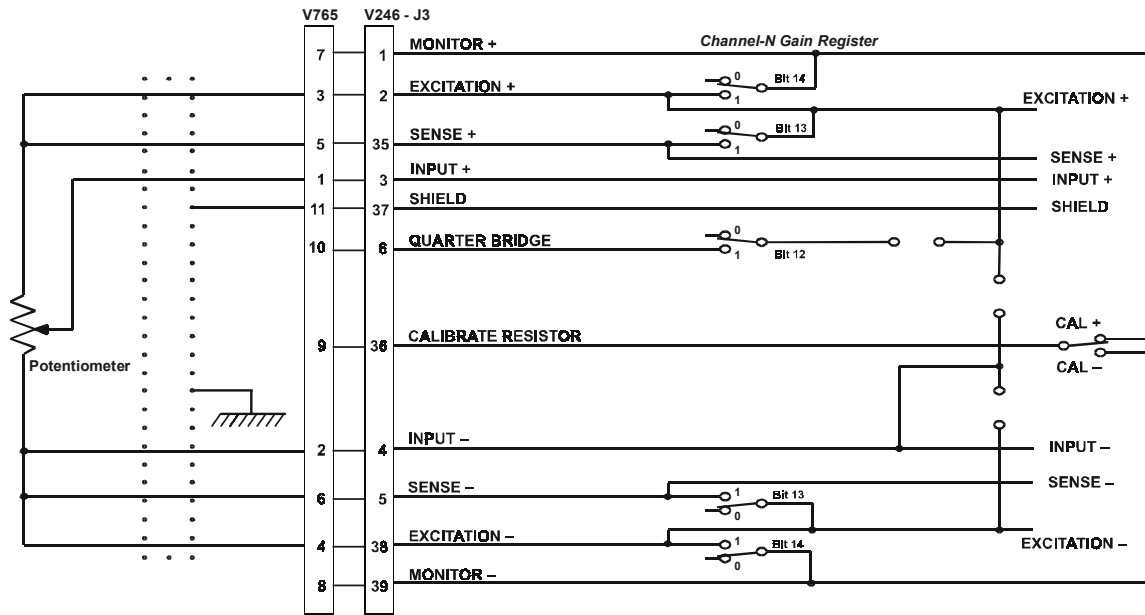 V765 V246 - J3
7 1 MONITOR + Channel-N Gain Register
0 Bit 14
3 2 EXCITATION + 1 EXCITATION +
0 Bit 13
5 35 SENSE + 1 SENSE +
1 3 INPUT + INPUT +
11 37 SHIELD SHIELD
10 6 QUARTER BRIDGE 0 1 Bit 12
9 36 CALIBRATE RESISTOR CAL +
Potentiometer CAL –
2 4 INPUT – INPUT –
6 5 SENSE – 1 Bit 13 SENSE –
0
4 38 EXCITATION – 1 Bit 14 EXCITATION –
0
8 39 MONITOR –